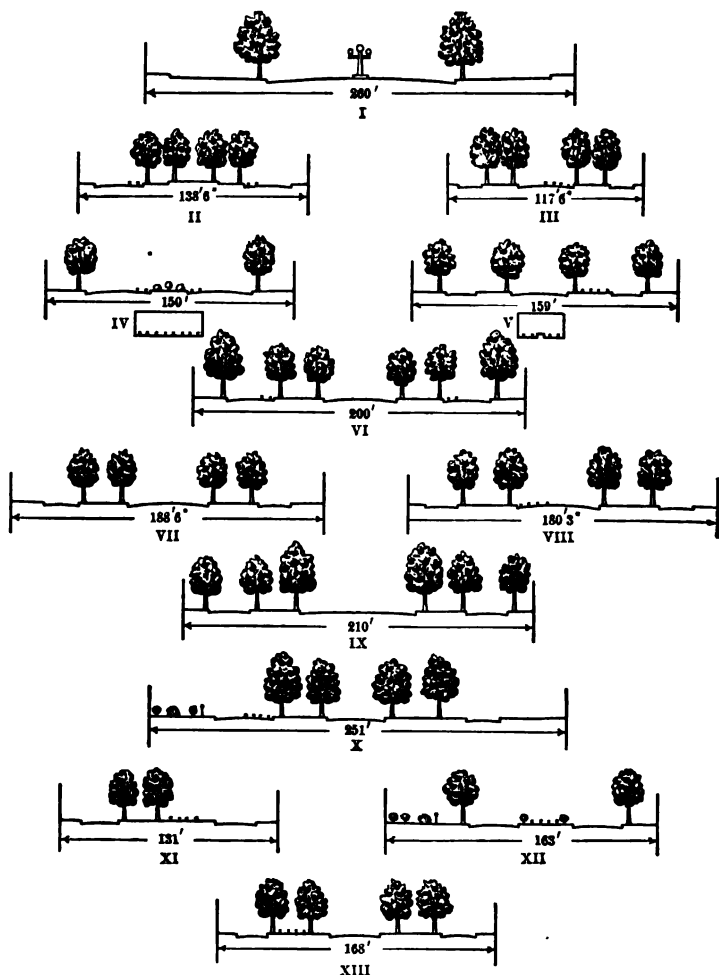 260′
I
138′6″
II
117′6″
III
150′
IV
159′
V
200′
VI
188′6″
VII
180′3″
VIII
210′
IX
251′
X
131′
XI
163′
XII
168′
XIII